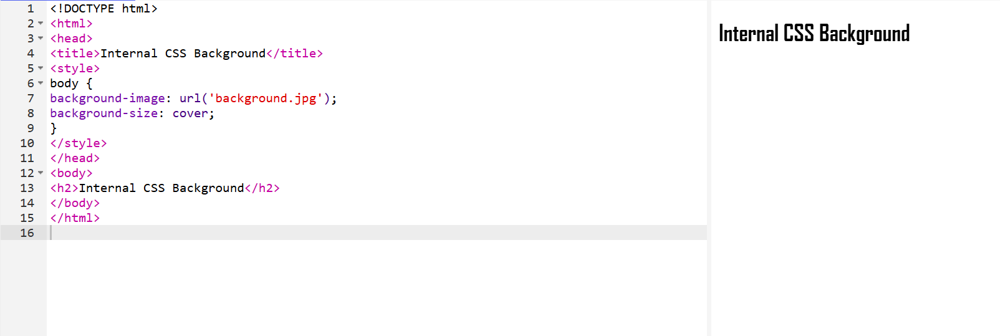 1 <!DOCTYPE html>
2 <html>
3 <head>
4 <title>Internal CSS Background</title>
5 <style>
6 body {
7 background-image: url('background.jpg');
8 background-size: cover;
9 }
10 </style>
11 </head>
12 <body>
13 <h2>Internal CSS Background</h2>
14 </body>
15 </html>
16
Internal CSS Background